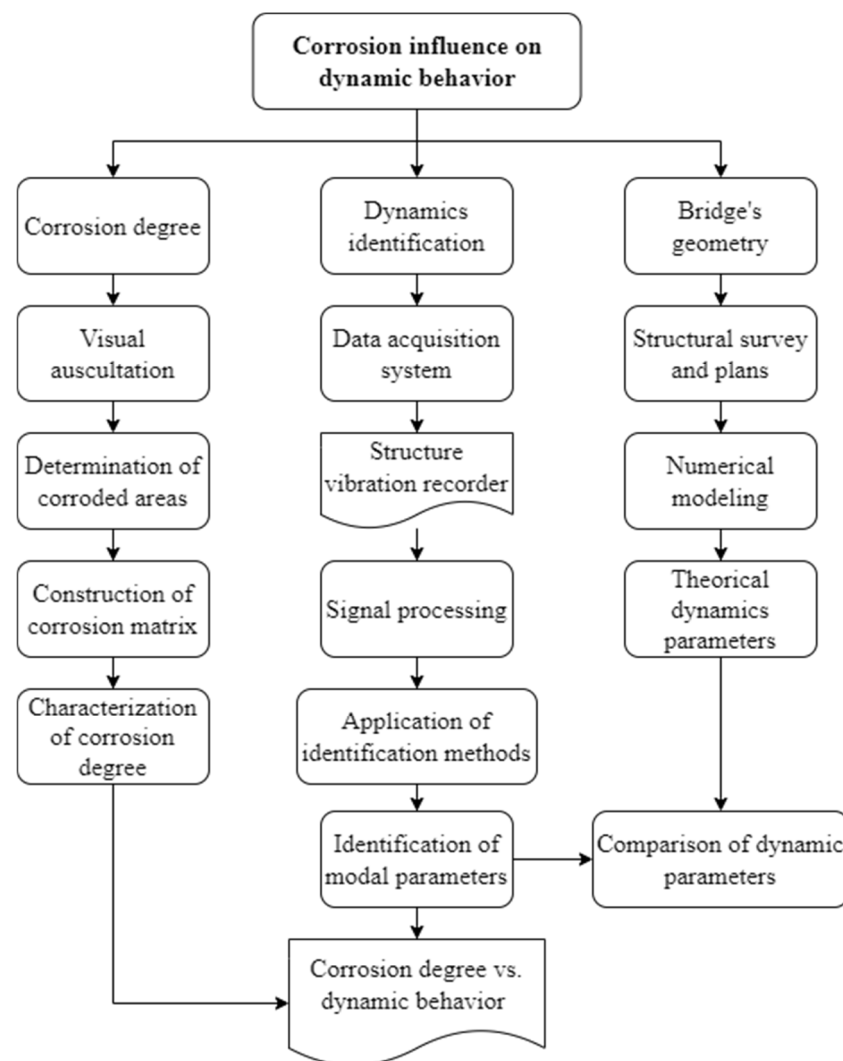 Corrosion influence on
dynamic behavior
Corrosion degree
Dynamics
identification
Bridge's
geometry
Visual
auscultation
Data acquisition
system
Structural survey
and plans
Determination of
corroded areas
Structure
vibration recorder
Numerical
modeling
Construction of
corrosion matrix
Signal processing
Theorical
dynamics
parameters
Characterization
of corrosion
degree
Application of
identification methods
Identification of
modal parameters
Comparison of dynamic
parameters
Corrosion degree vs.
dynamic behavior